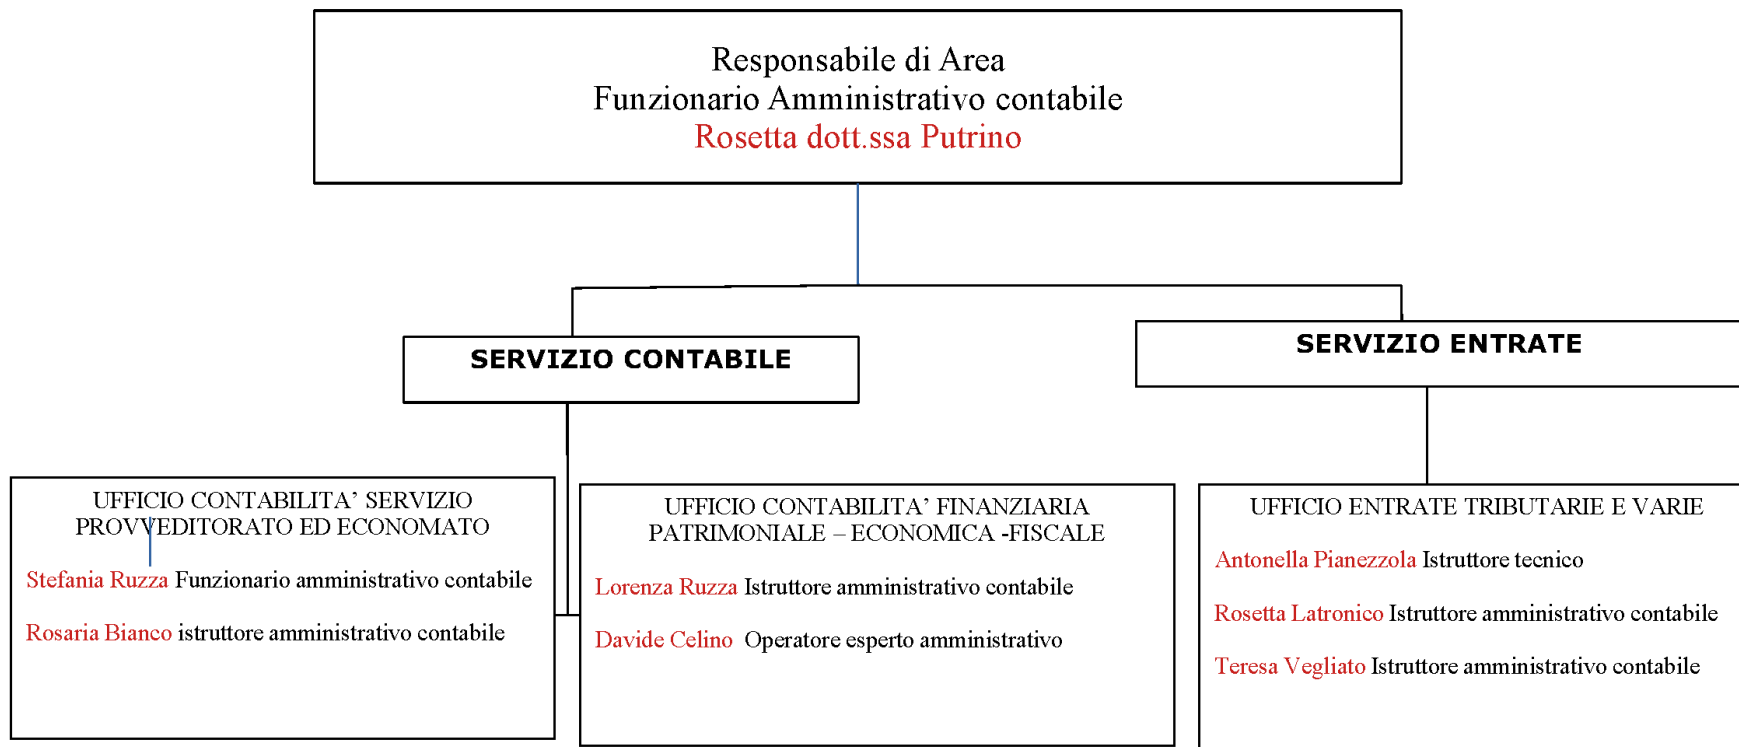 Responsabile di Area
Funzionario Amministrativo contabile
Rosetta dott.ssa Putrino
SERVIZIO CONTABILE
SERVIZIO ENTRATE
UFFICIO CONTABILITA’ SERVIZIO
PROVVEDITORATO ED ECONOMATO
Stefania Ruzza Funzionario amministrativo contabile
Rosaria Bianco istruttore amministrativo contabile
UFFICIO CONTABILITA’ FINANZIARIA
PATRIMONIALE – ECONOMICA -FISCALE
Lorenza Ruzza Istruttore amministrativo contabile
Davide Celino Operatore esperto amministrativo
UFFICIO ENTRATE TRIBUTARIE E VARIE
Antonella Pianezzola Istruttore tecnico
Rosetta Latronico Istruttore amministrativo contabile
Teresa Vegliato Istruttore amministrativo contabile